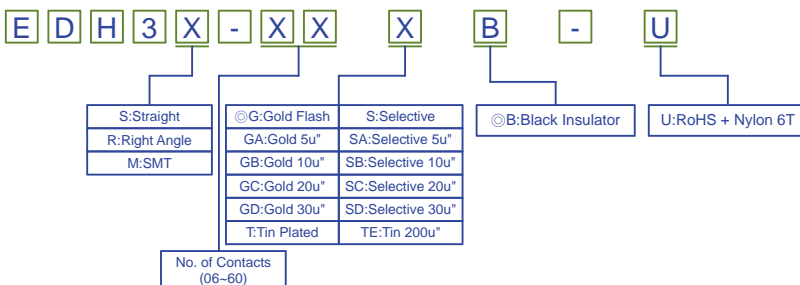 E D H 3 X - X X X B - U
S:Straight
R:Right Angle
M:SMT
◎G:Gold Flash S:Selective
GA:Gold 5u" SA:Selective 5u"
GB:Gold 10u" SB:Selective 10u"
GC:Gold 20u" SC:Selective 20u"
GD:Gold 30u" SD:Selective 30u"
T:Tin Plated TE:Tin 200u"
◎B:Black Insulator
U:RoHS + Nylon 6T
No. of Contacts
(06~60)